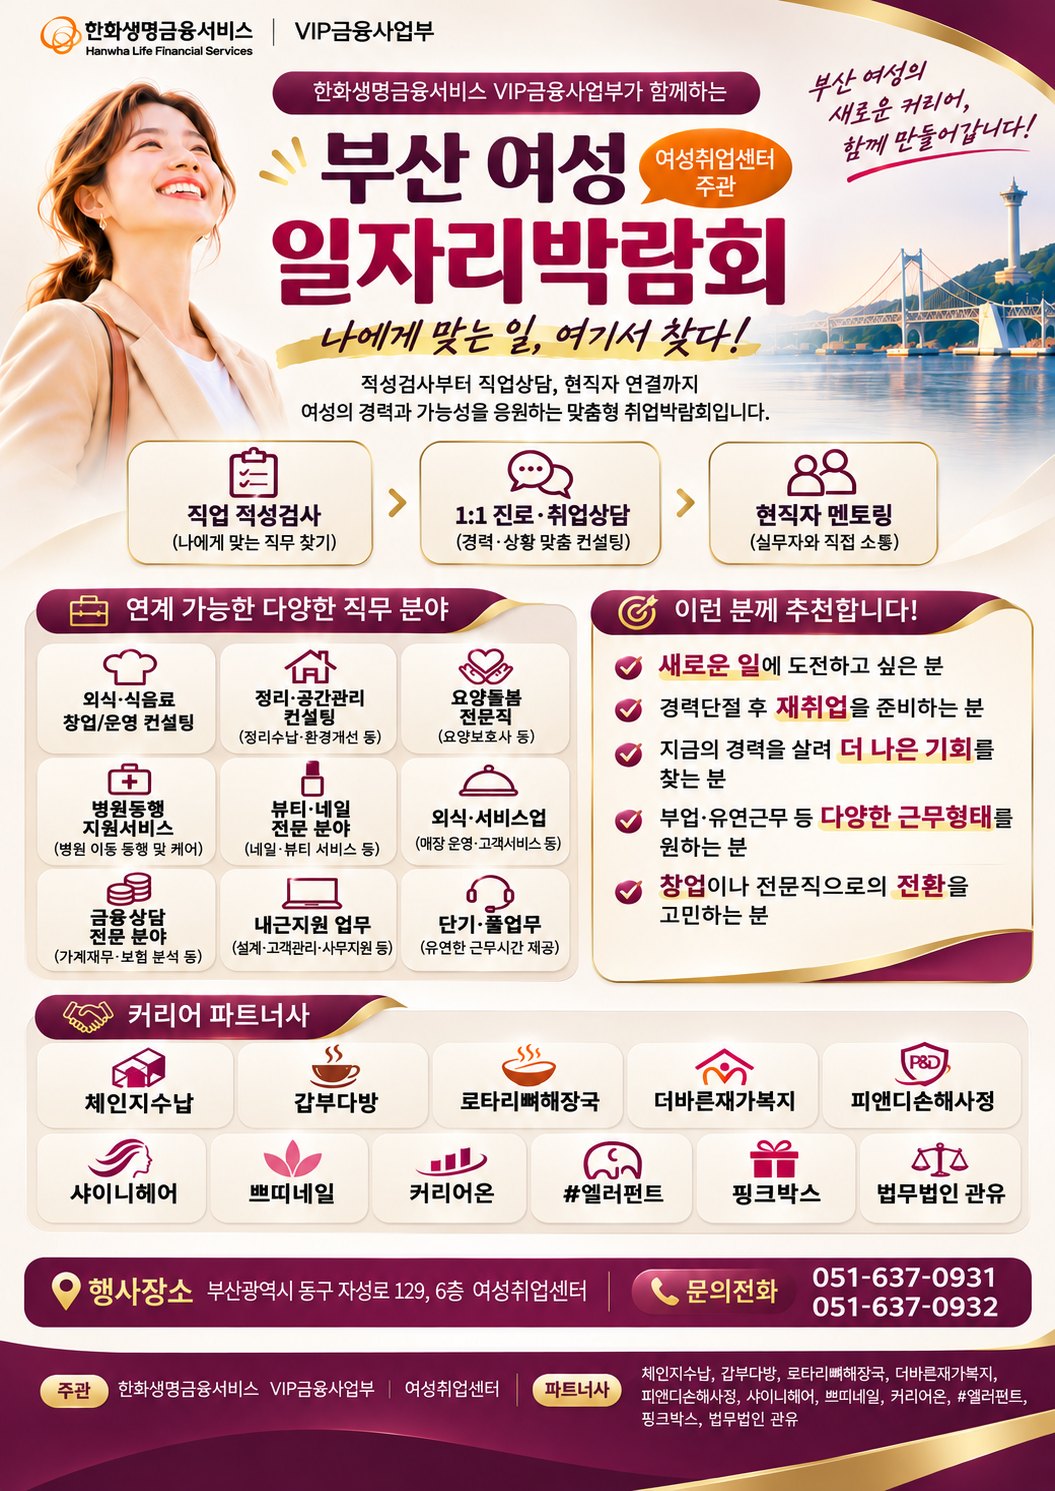 한화생명금융서비스
Hanwha Life Financial Services
VIP금융사업부
한화생명금융서비스 VIP금융사업부가 함께하는
부산 여성의
새로운 커리어,
함께 만들어갑니다!
부산 여성
여성취업센터
주관
일자리박람회
나에게 맞는 일, 여기서 찾다!
적성검사부터 직업상담, 현직자 연결까지
여성의 경력과 가능성을 응원하는 맞춤형 취업박람회입니다.
직업 적성검사
(나에게 맞는 직무 찾기)
1:1 진로·취업상담
(경력·상황 맞춤 컨설팅)
현직자 멘토링
(실무자와 직접 소통)
연계 가능한 다양한 직무 분야
외식·식음료
창업/운영 컨설팅
정리·공간관리
컨설팅
(정리수납·환경개선 등)
요양돌봄
전문직
(요양보호사 등)
병원동행
지원서비스
(병원 이동 동행 및 케어)
뷰티·네일
전문 분야
(네일·뷰티 서비스 등)
외식·서비스업
(매장 운영·고객서비스 등)
금융상담
전문 분야
(가계재무·보험 분석 등)
내근지원 업무
(설계·고객관리·사무지원 등)
단기·풀업무
(유연한 근무시간 제공)
이런 분께 추천합니다!
새로운 일에 도전하고 싶은 분
경력단절 후 재취업을 준비하는 분
지금의 경력을 살려 더 나은 기회를
찾는 분
부업·유연근무 등 다양한 근무형태를
원하는 분
창업이나 전문직으로의 전환을
고민하는 분
커리어 파트너사
체인지수납
갑부다방
로타리뼈해장국
더바른재가복지
P&D
피앤디손해사정
샤이니헤어
쁘띠네일
커리어온
#엘러펀트
핑크박스
법무법인 관유
행사장소
부산광역시 동구 자성로 129, 6층 여성취업센터
문의전화
051-637-0931
051-637-0932
주관
한화생명금융서비스 VIP금융사업부 | 여성취업센터
파트너사
체인지수납, 갑부다방, 로타리뼈해장국, 더바른재가복지,
피앤디손해사정, 샤이니헤어, 쁘띠네일, 커리어온, #엘러펀트,
핑크박스, 법무법인 관유